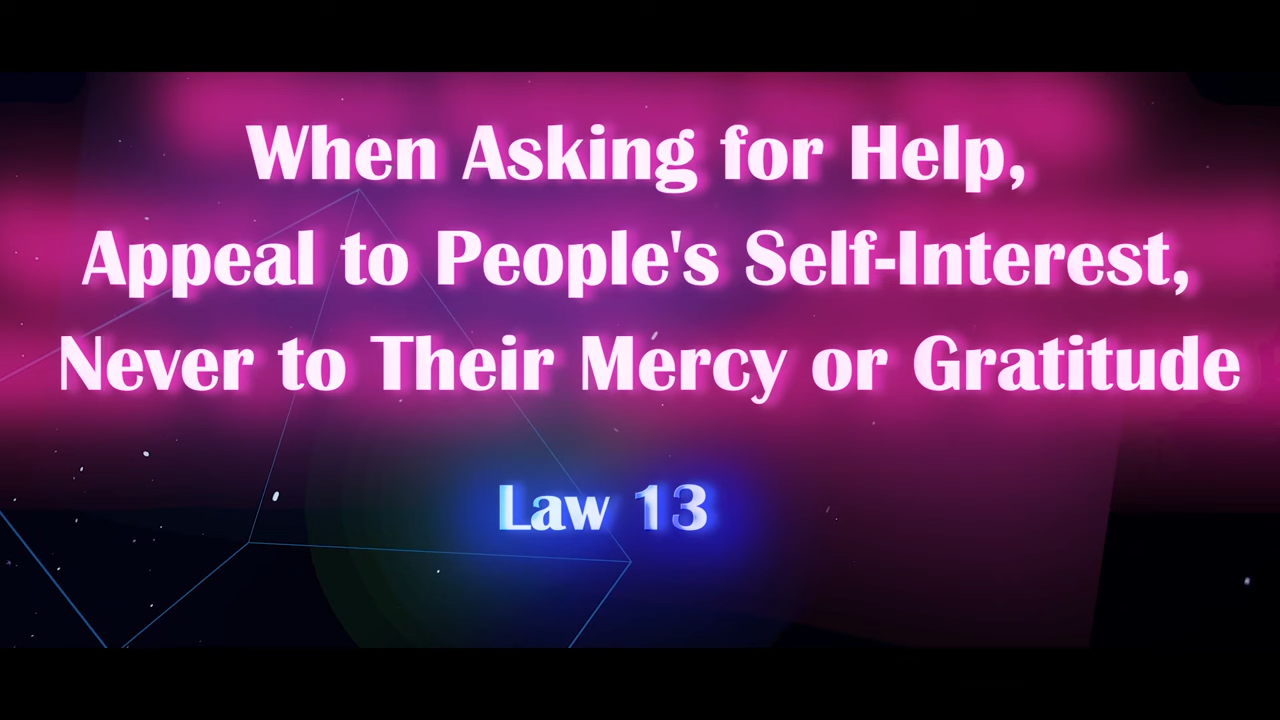 When Asking for Help,
Appeal to People's Self-Interest,
Never to Their Mercy or Gratitude
Law 13